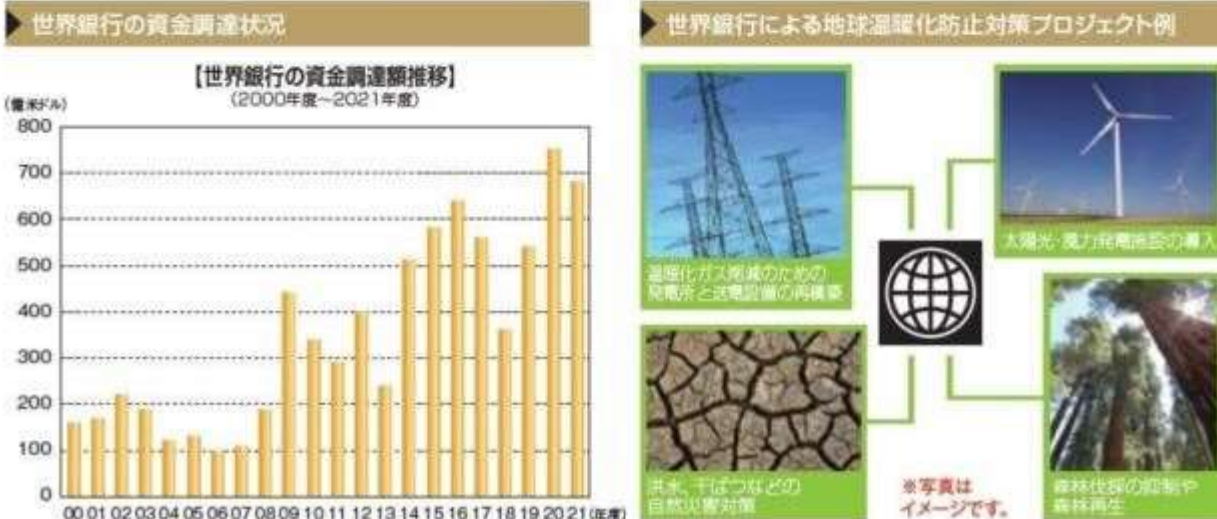 世界銀行の資金調達状況
【世界銀行の資金調達額推移】
(2000年度~2021年度)
(億米ドル)
800
700
600
500
400
300
200
100
0
00 01 02 03 04 05 06 07 08 09 10 11 12 13 14 15 16 17 18 19 20 21 (年度)
世界銀行による地球温暖化防止対策プロジェクト例
温暖化ガス削減のための
発電所と送電設備の再構築
太陽光・風力発電施設の導入
洪水、干ばつなどの
自然災害対策
※写真は
イメージです。
森林伐採の抑制や
森林再生